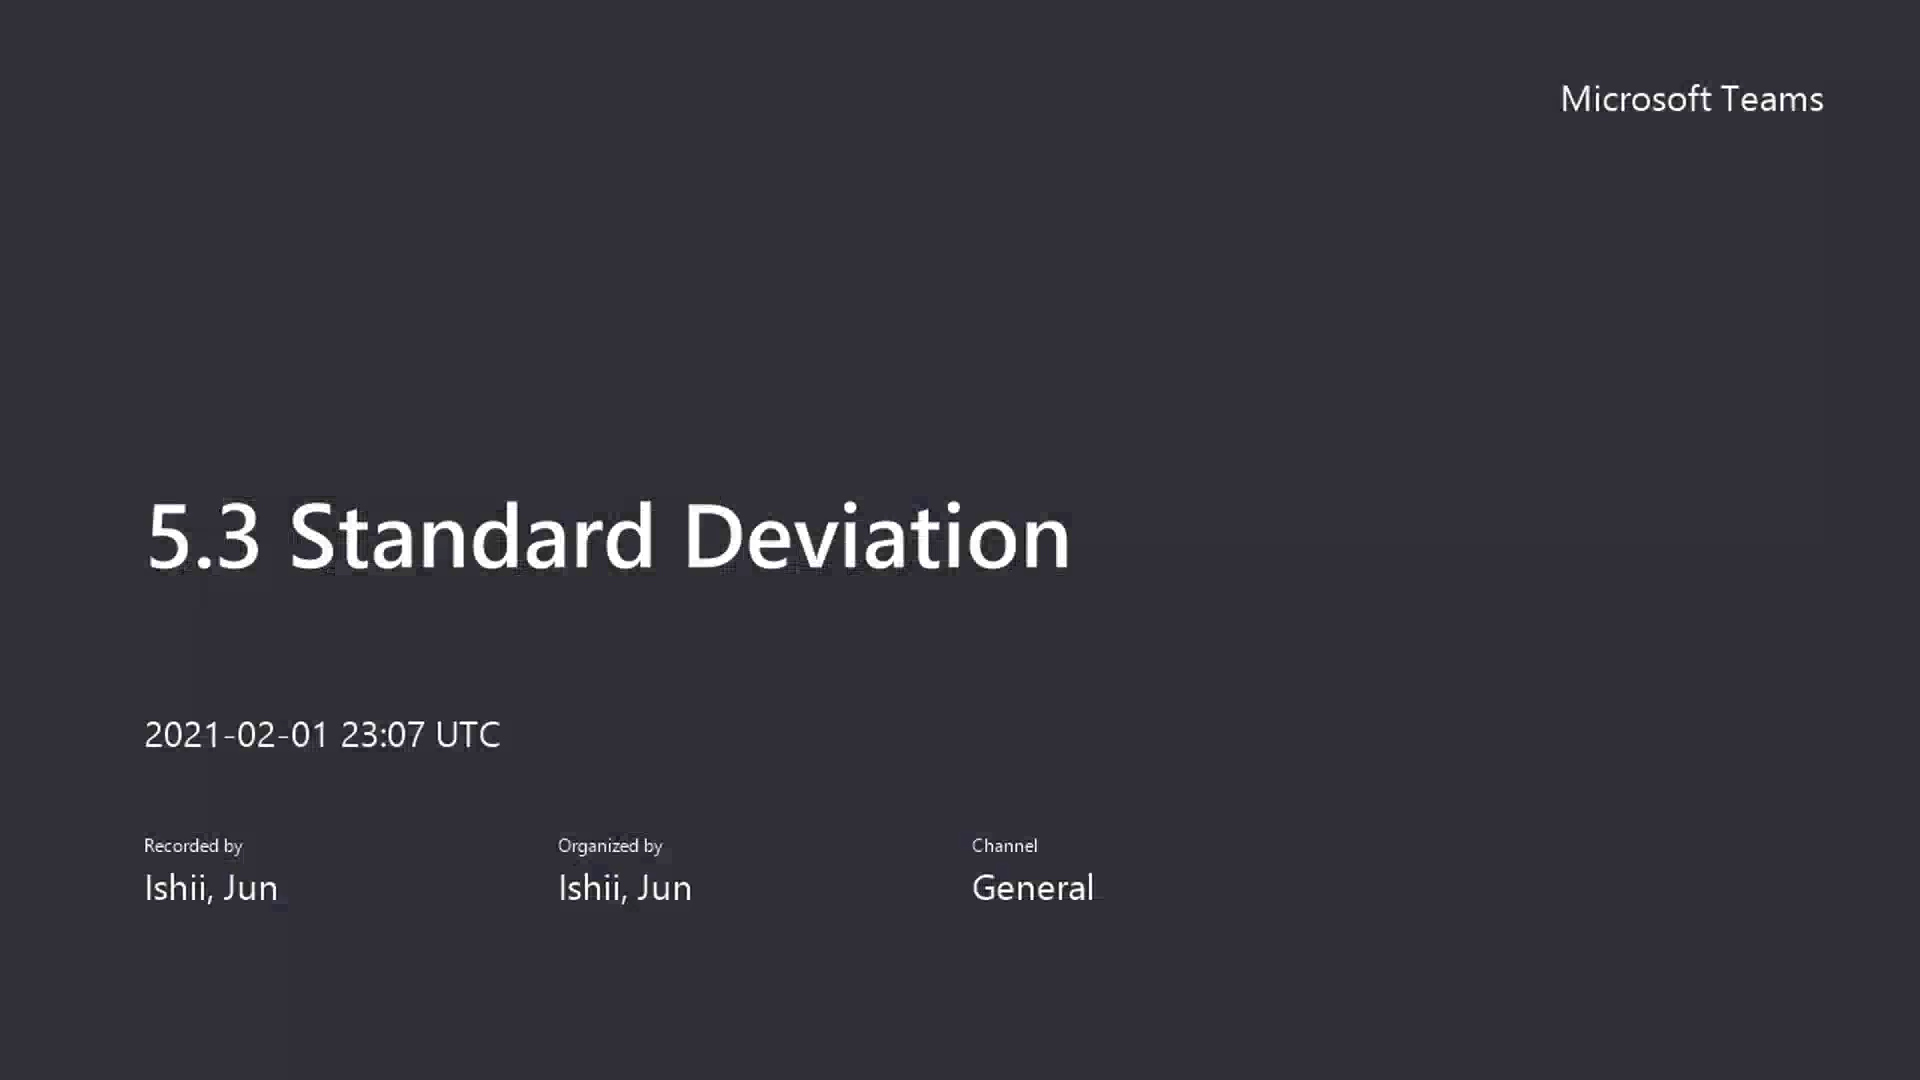 Microsoft Teams
5.3 Standard Deviation
2021-02-01 23:07 UTC
Recorded by
Ishii, Jun
Organized by
Ishii, Jun
Channel
General